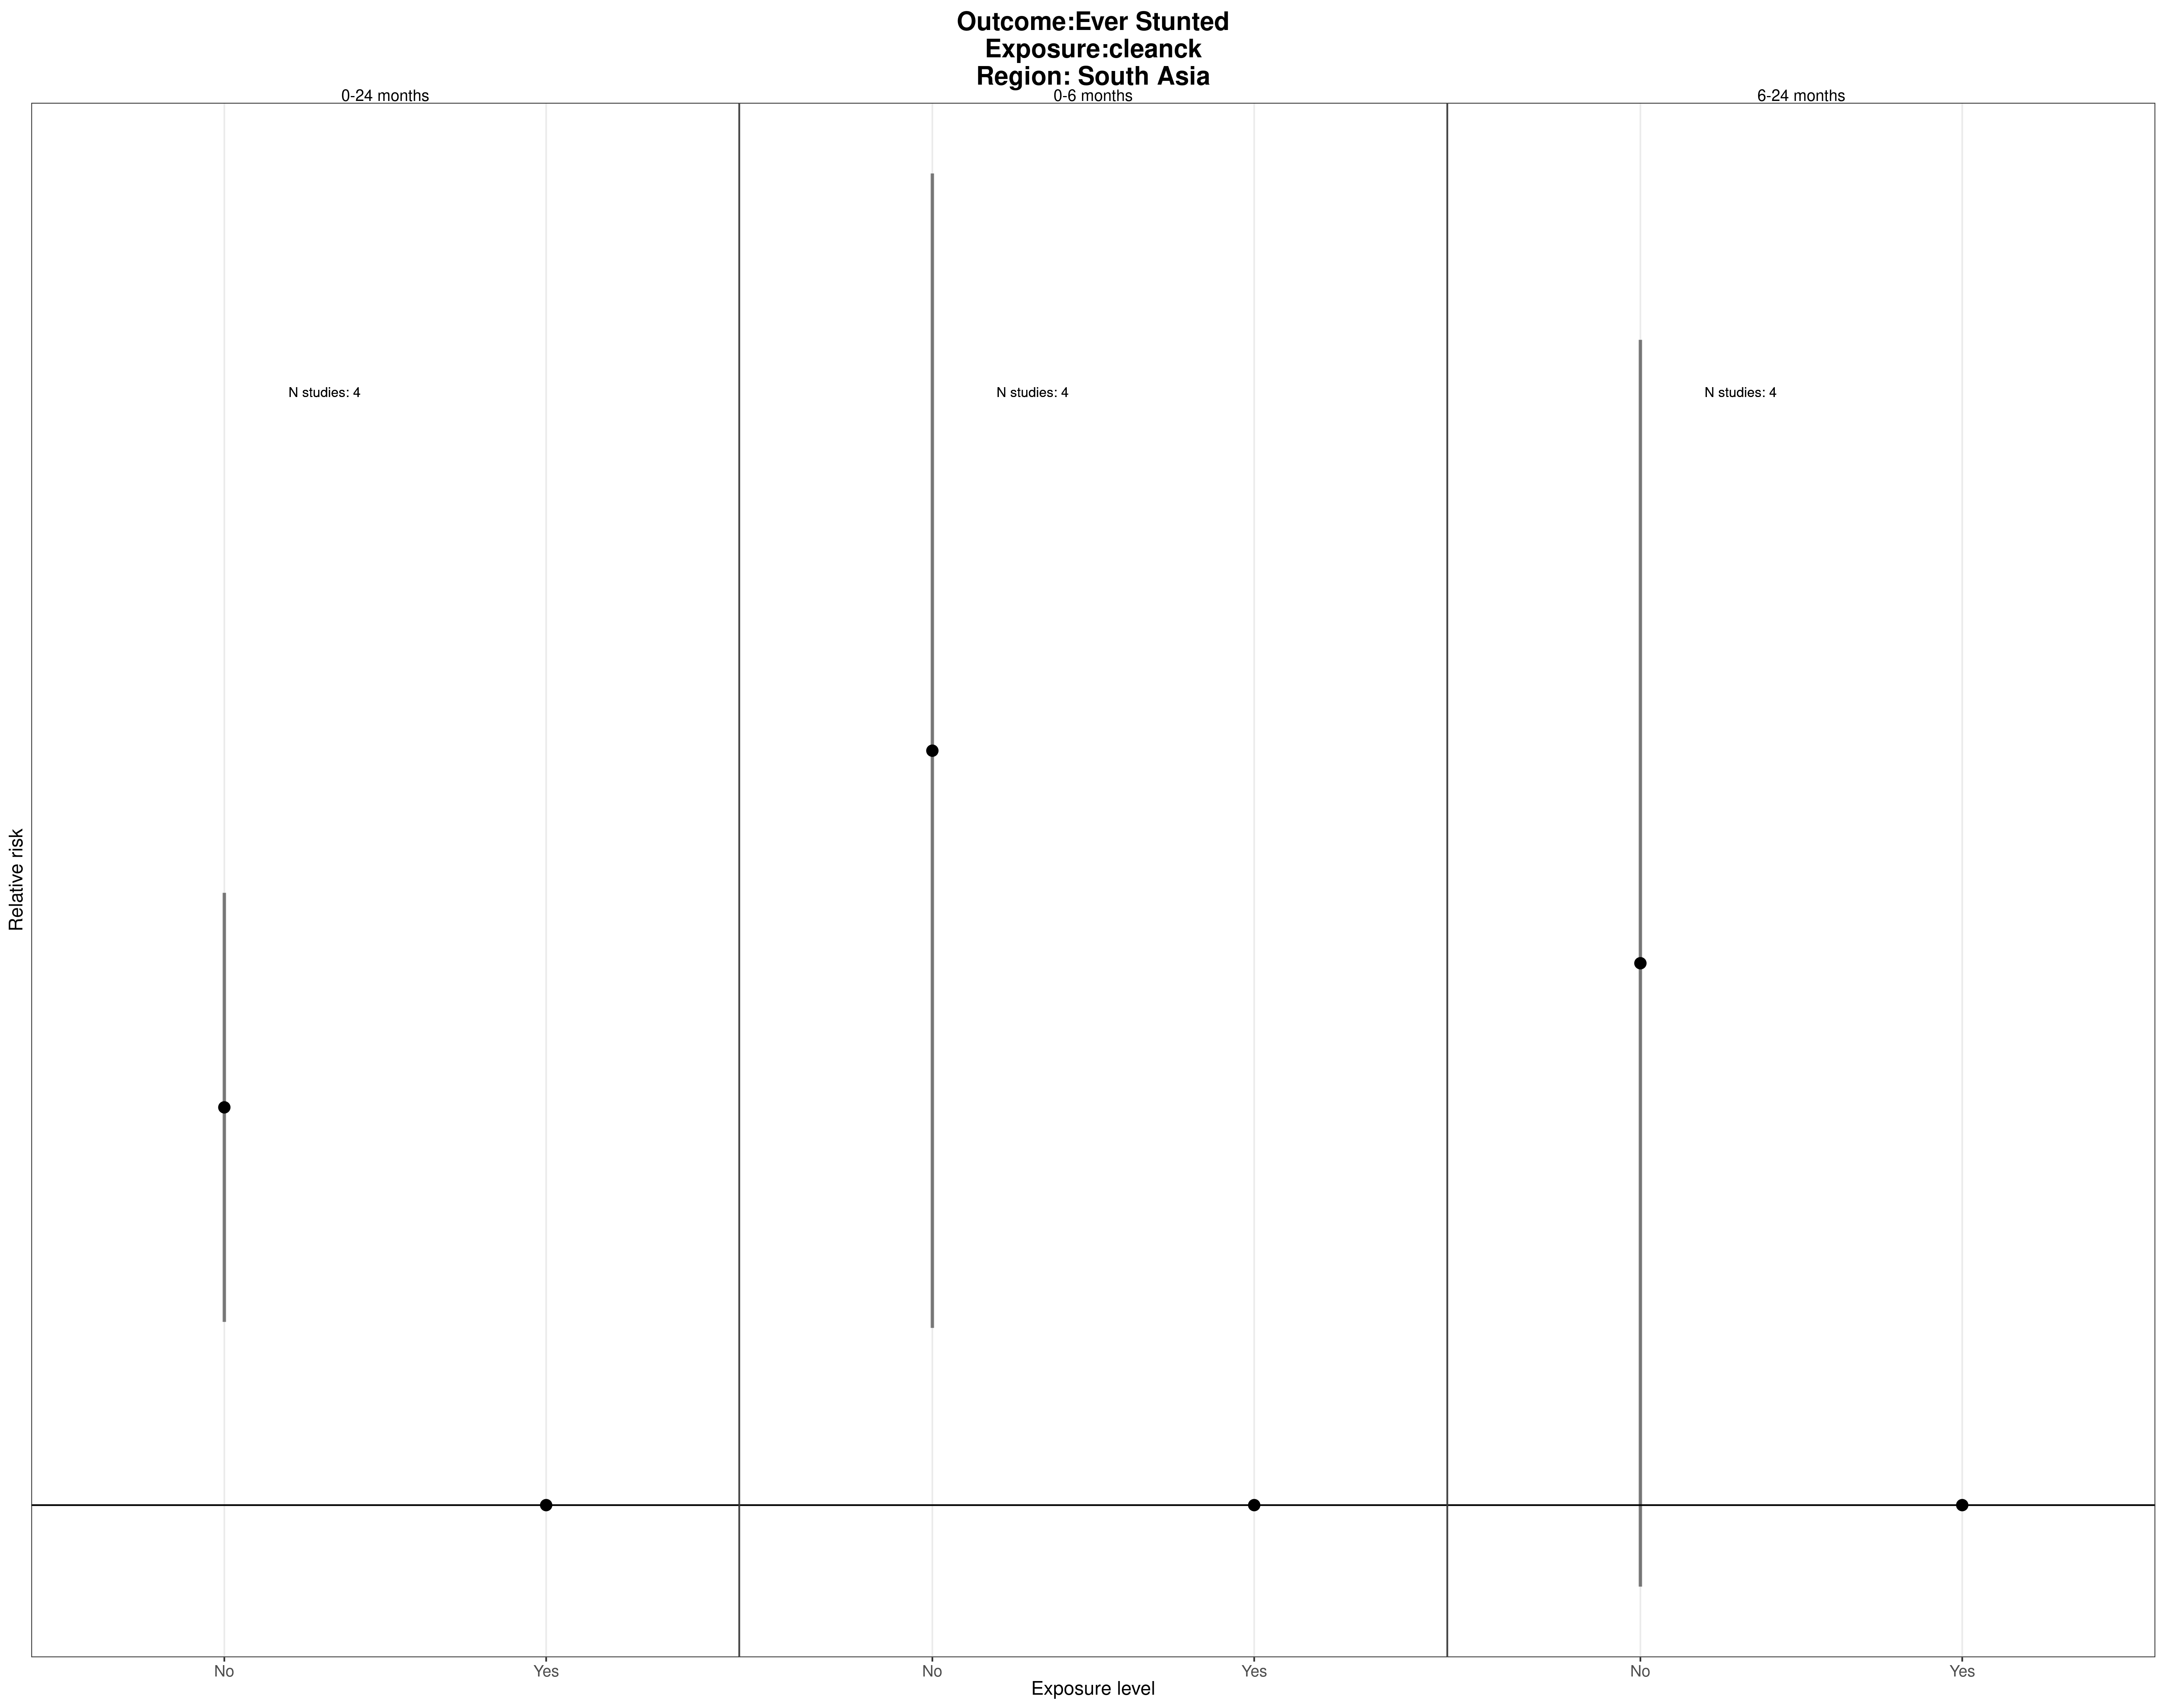 Outcome:Ever Stunted
Exposure:cleanck
Region: South Asia
0-24 months
0-6 months
6-24 months
N studies: 4
N studies: 4
N studies: 4
Relative risk
No
Yes
No
Yes
No
Yes
Exposure level